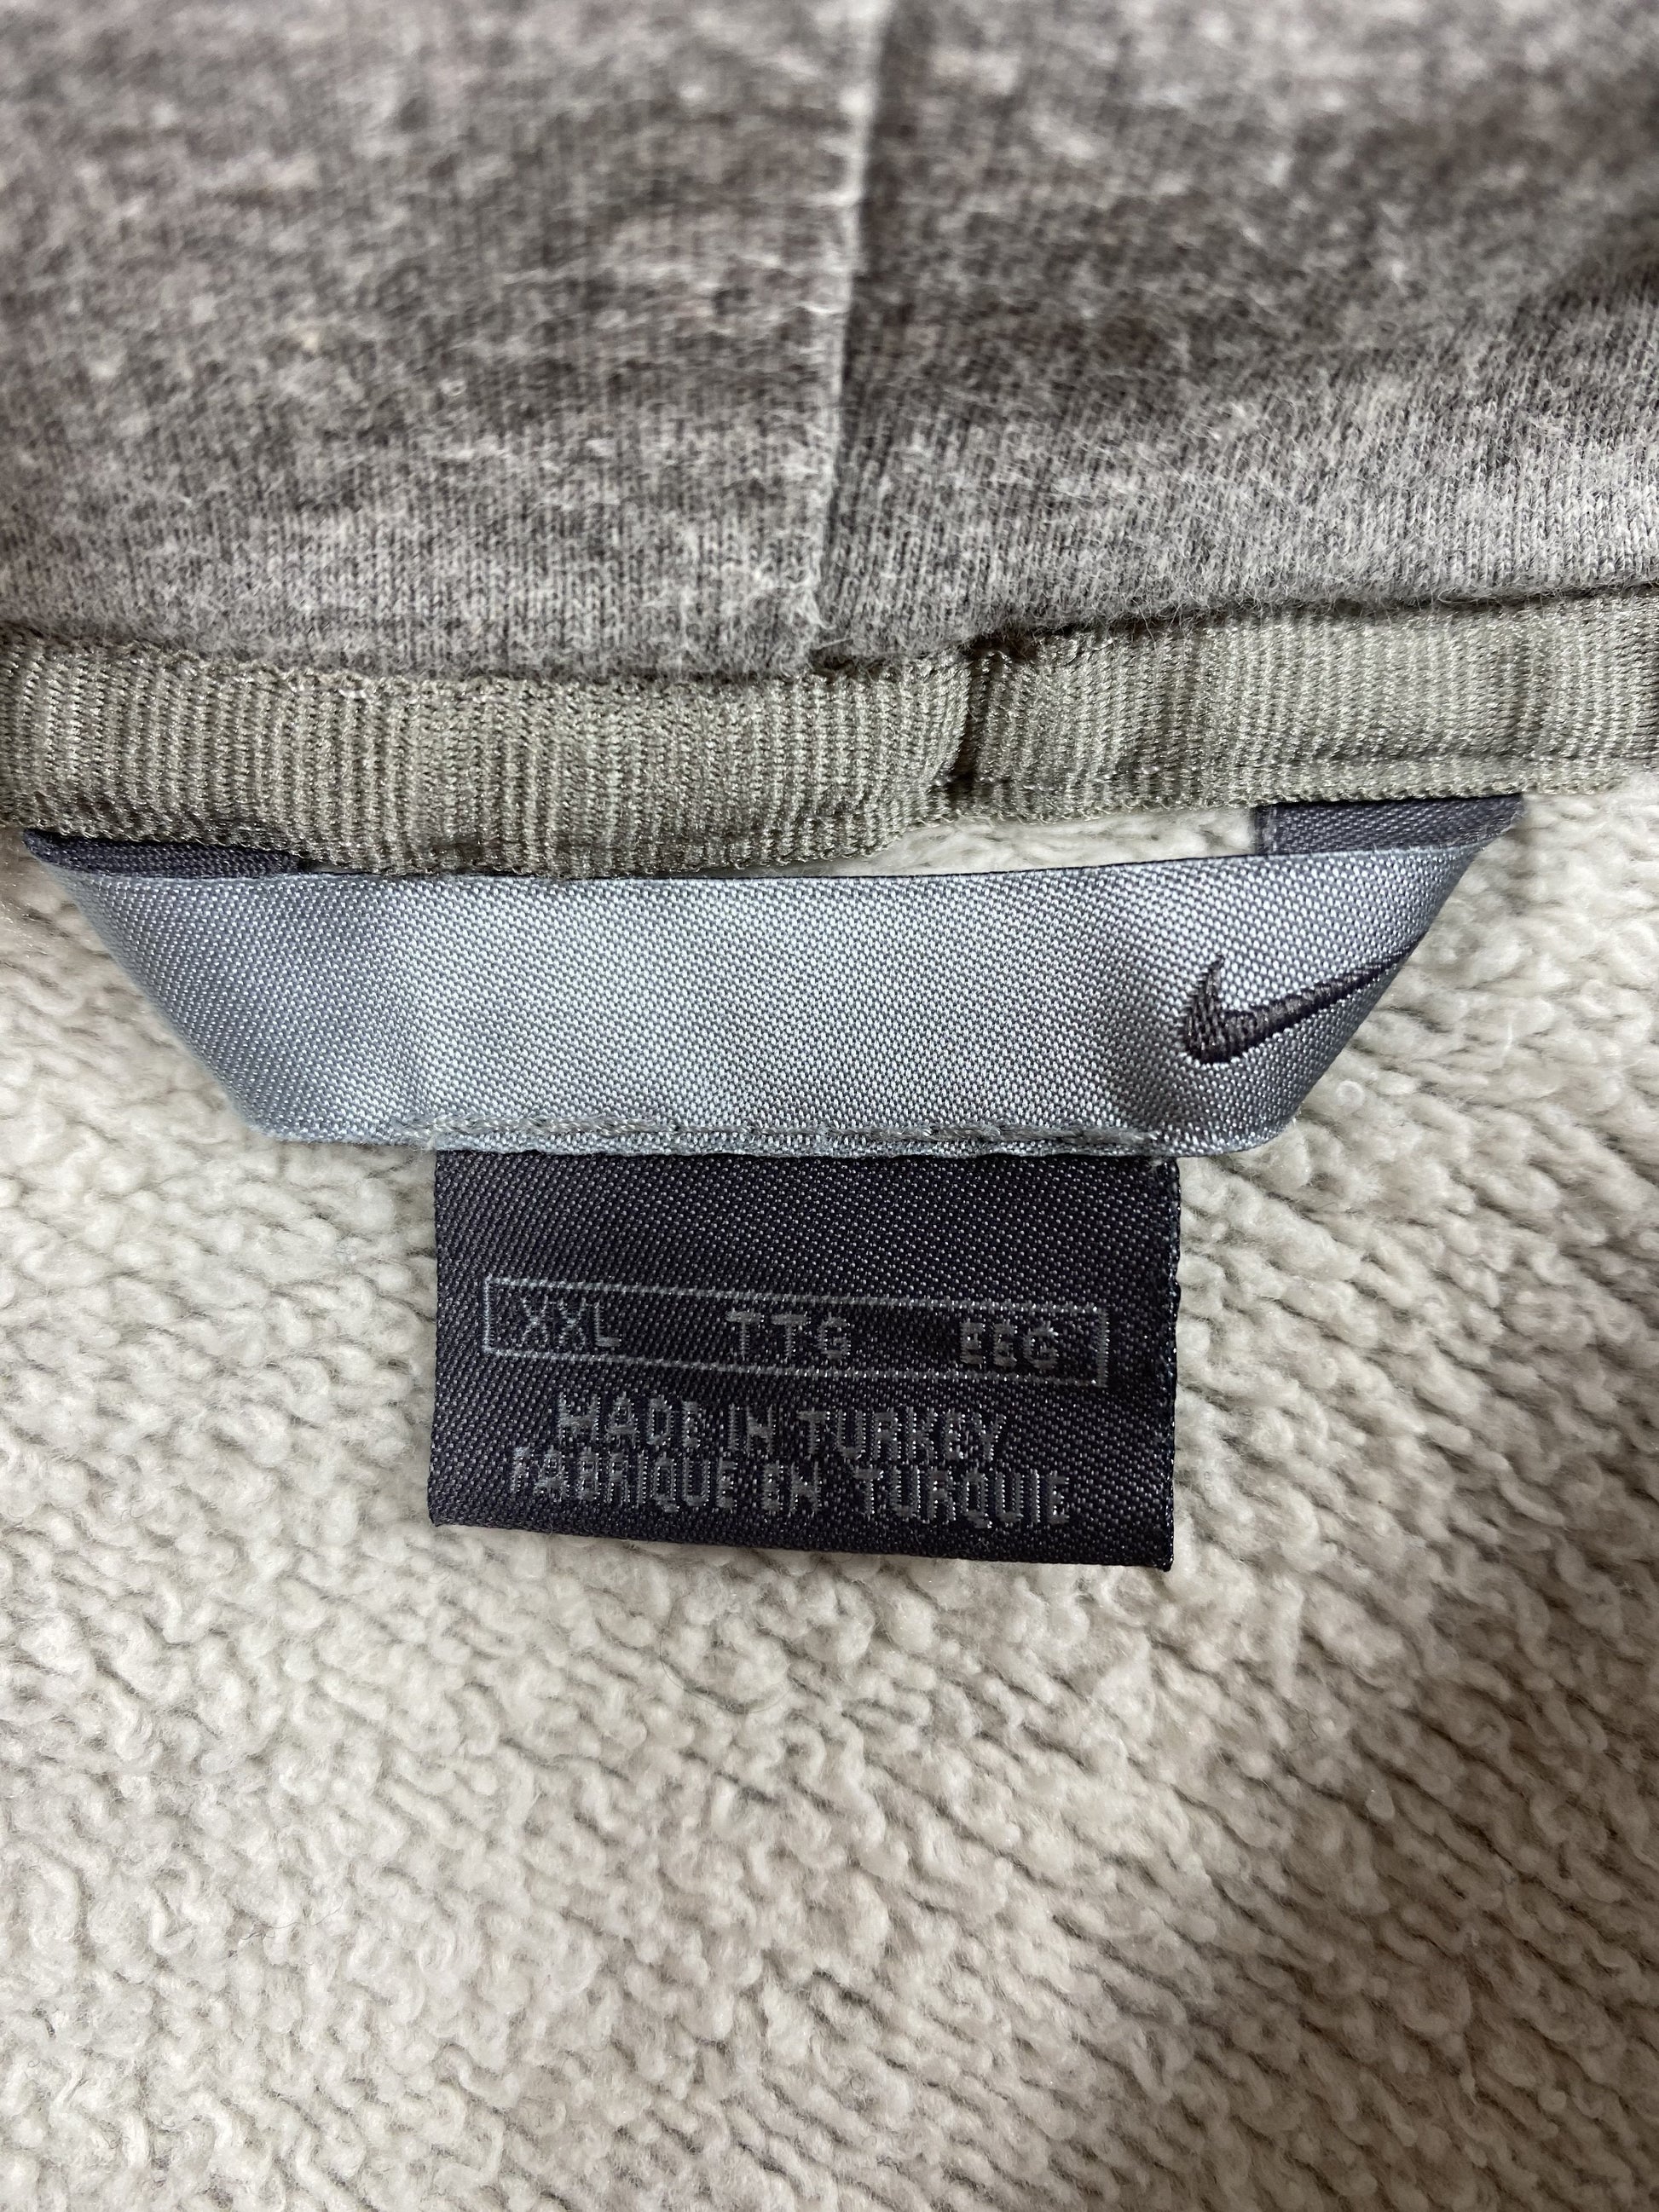 XXL TTG EEG
MADE IN TURKEY
FABRIQUE EN TURQUIE